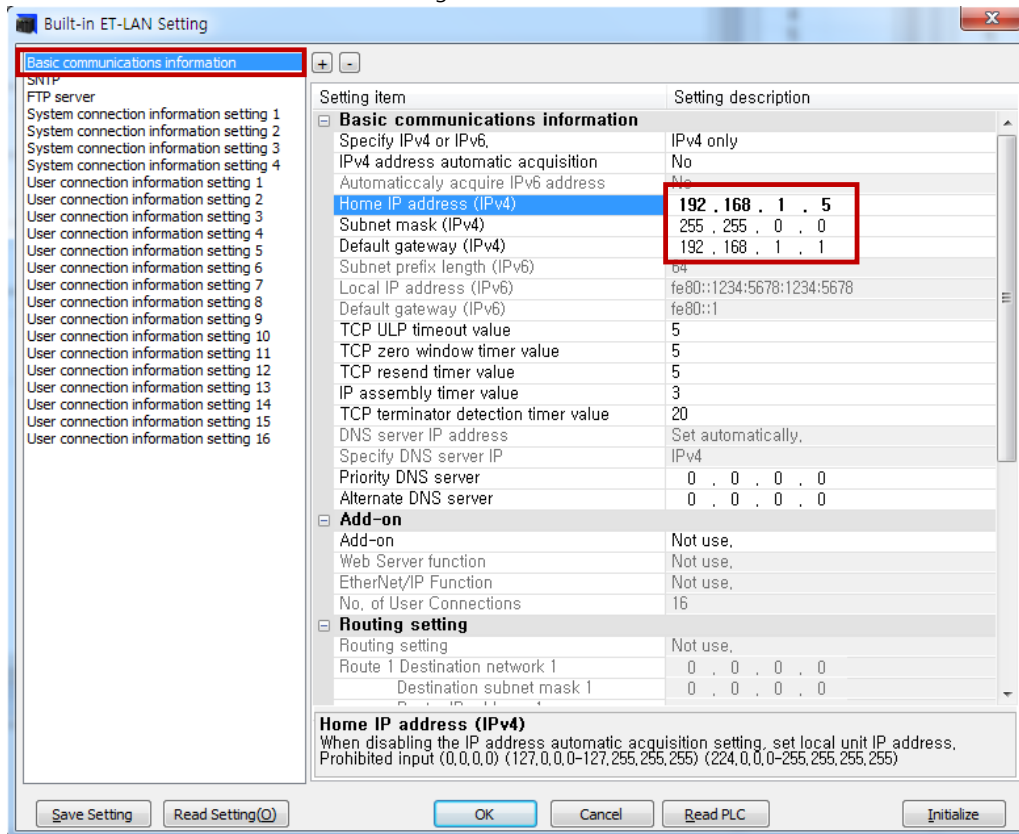 Built-in ET-LAN Setting
Basic communications information
SNTP
FTP server
System connection information setting 1
System connection information setting 2
System connection information setting 3
System connection information setting 4
User connection information setting 1
User connection information setting 2
User connection information setting 3
User connection information setting 4
User connection information setting 5
User connection information setting 6
User connection information setting 7
User connection information setting 8
User connection information setting 9
User connection information setting 10
User connection information setting 11
User connection information setting 12
User connection information setting 13
User connection information setting 14
User connection information setting 15
User connection information setting 16
+ -
Setting item Setting description
Basic communications information
Specify IPv4 or IPv6, IPv4 only
IPv4 address automatic acquisition No
Automaticcaly acquire IPv6 address No
Home IP address (IPv4) 192 . 168 . 1 . 5
Subnet mask (IPv4) 255 . 255 . 0 . 0
Default gateway (IPv4) 192 . 168 . 1 . 1
Subnet prefix length (IPv6) 64
Local IP address (IPv6) fe80::1234:5678:1234:5678
Default gateway (IPv6) fe80::1
TCP ULP timeout value 5
TCP zero window timer value 5
TCP resend timer value 5
IP assembly timer value 3
TCP terminator detection timer value 20
DNS server IP address Set automatically,
Specify DNS server IP IPv4
Priority DNS server 0 . 0 . 0 . 0
Alternate DNS server 0 . 0 . 0 . 0
Add-on
Add-on Not use,
Web Server function Not use,
EtherNet/IP Function Not use,
No, of User Connections 16
Routing setting
Routing setting Not use,
Route 1 Destination network 1 0 . 0 . 0 . 0
Destination subnet mask 1 0 . 0 . 0 . 0
Home IP address (IPv4)
When disabling the IP address automatic acquisition setting, set local unit IP address,
Prohibited input (0,0,0,0) (127,0,0,0-127,255,255,255) (224,0,0,0-255,255,255,255)
Save Setting Read Setting(O) OK Cancel Read PLC Initialize